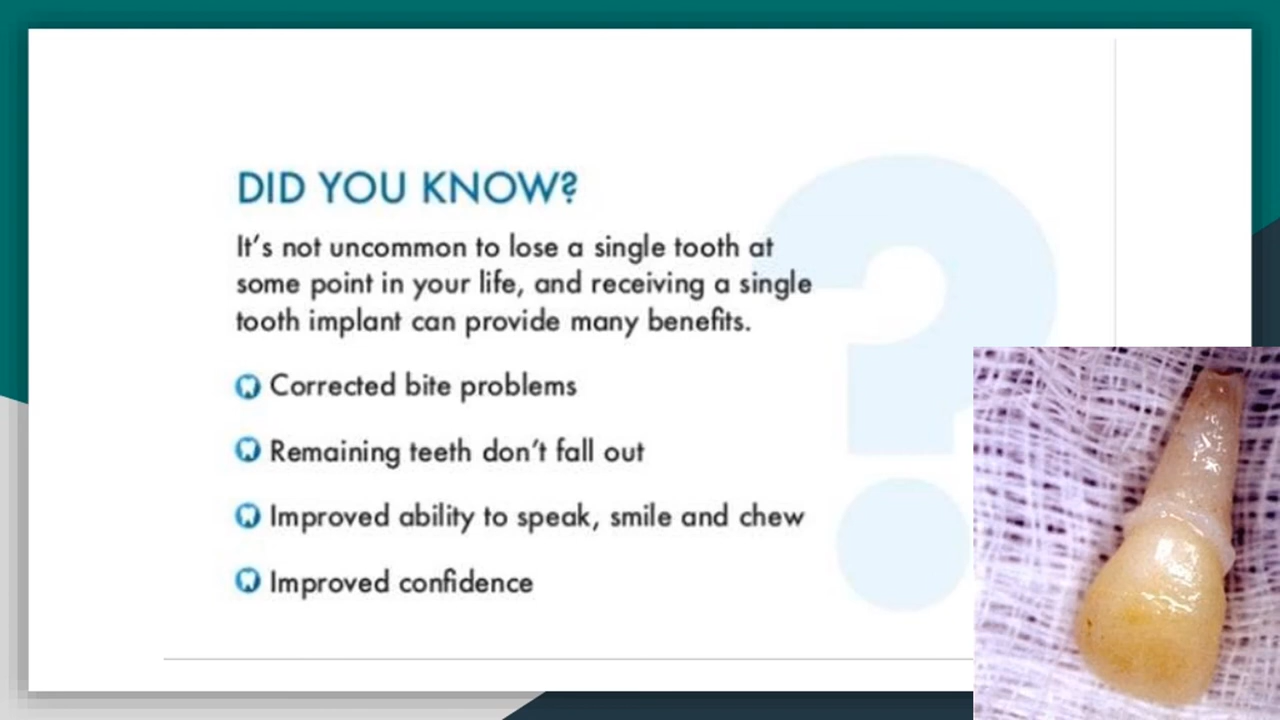 DID YOU KNOW?
It's not uncommon to lose a single tooth at
some point in your life, and receiving a single
tooth implant can provide many benefits.
Corrected bite problems
Remaining teeth don't fall out
Improved ability to speak, smile and chew
Improved confidence